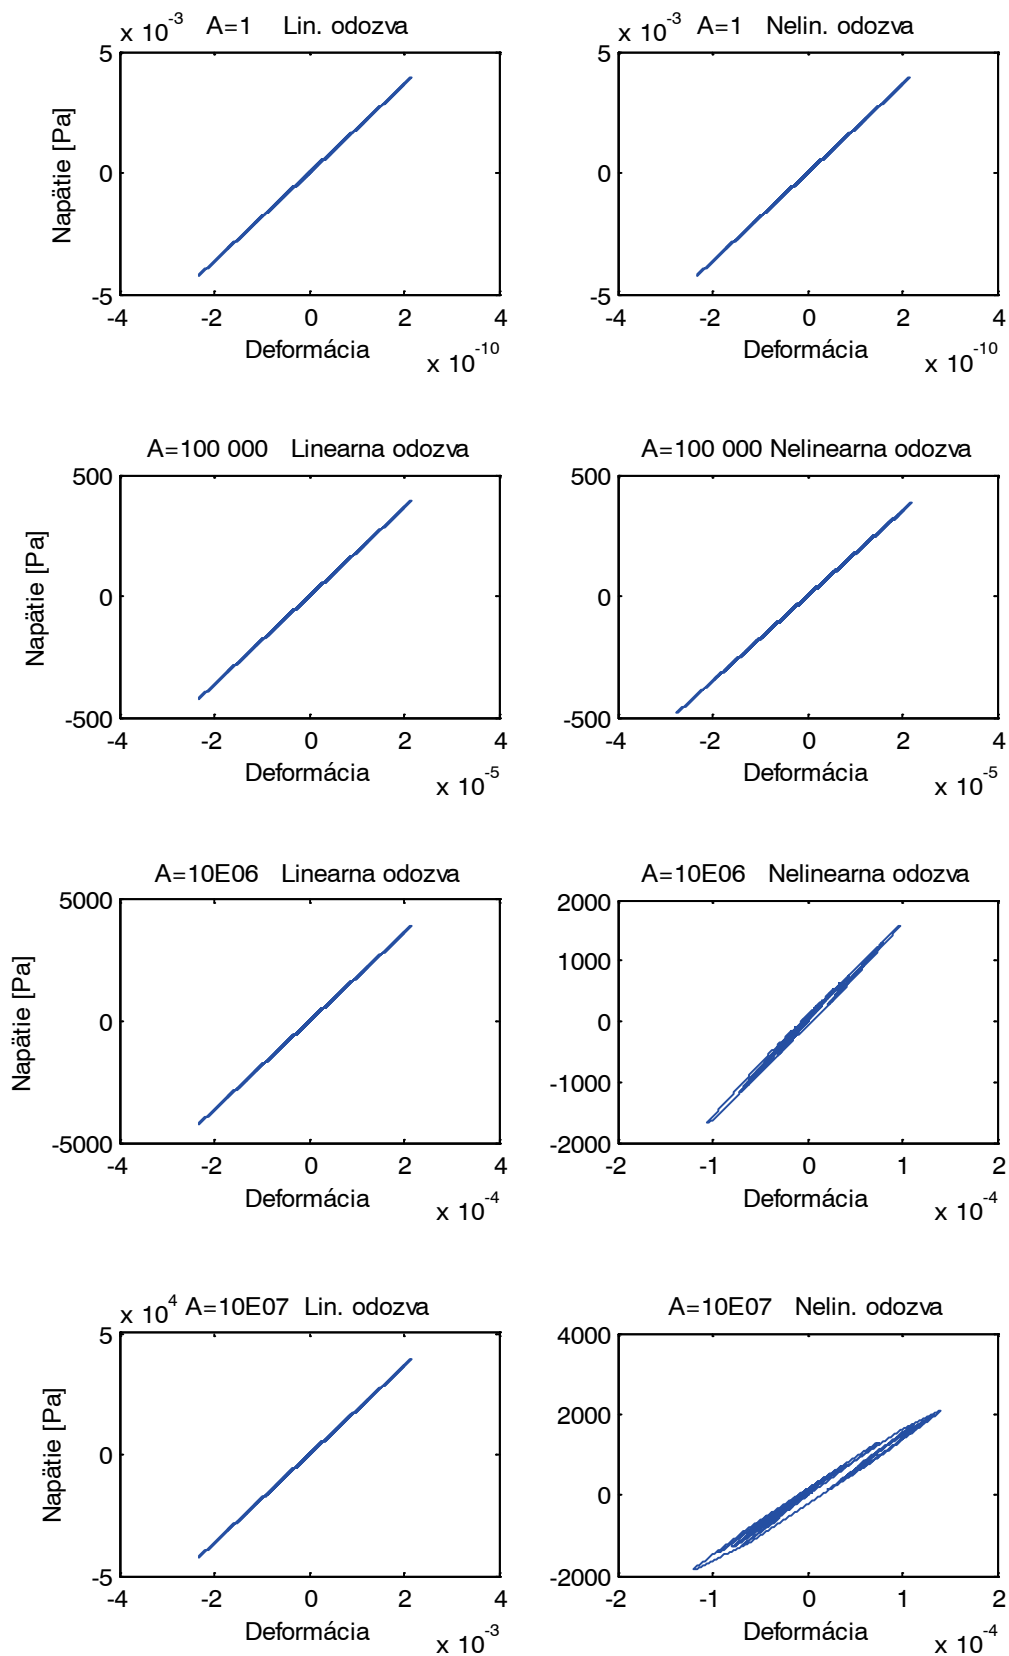 x 10-3 A=1 Lin. odozva
5
0
-5
Napätie [Pa]
-4 -2 0 2 4
Deformácia
x 10-10
x 10-3 A=1 Nelin. odozva
5
0
-5
-4 -2 0 2 4
Deformácia
x 10-10
A=100 000 Linearna odozva
500
0
-500
Napätie [Pa]
-4 -2 0 2 4
Deformácia
x 10-5
A=100 000 Nelinearna odozva
500
0
-500
-4 -2 0 2 4
Deformácia
x 10-5
A=10E06 Linearna odozva
5000
0
-5000
Napätie [Pa]
-4 -2 0 2 4
Deformácia
x 10-4
A=10E06 Nelinearna odozva
2000
1000
0
-1000
-2000
-2 -1 0 1 2
Deformácia
x 10-4
x 104 A=10E07 Lin. odozva
5
0
-5
Napätie [Pa]
-4 -2 0 2 4
Deformácia
x 10-3
A=10E07 Nelin. odozva
4000
2000
0
-2000
-2 -1 0 1 2
Deformácia
x 10-4